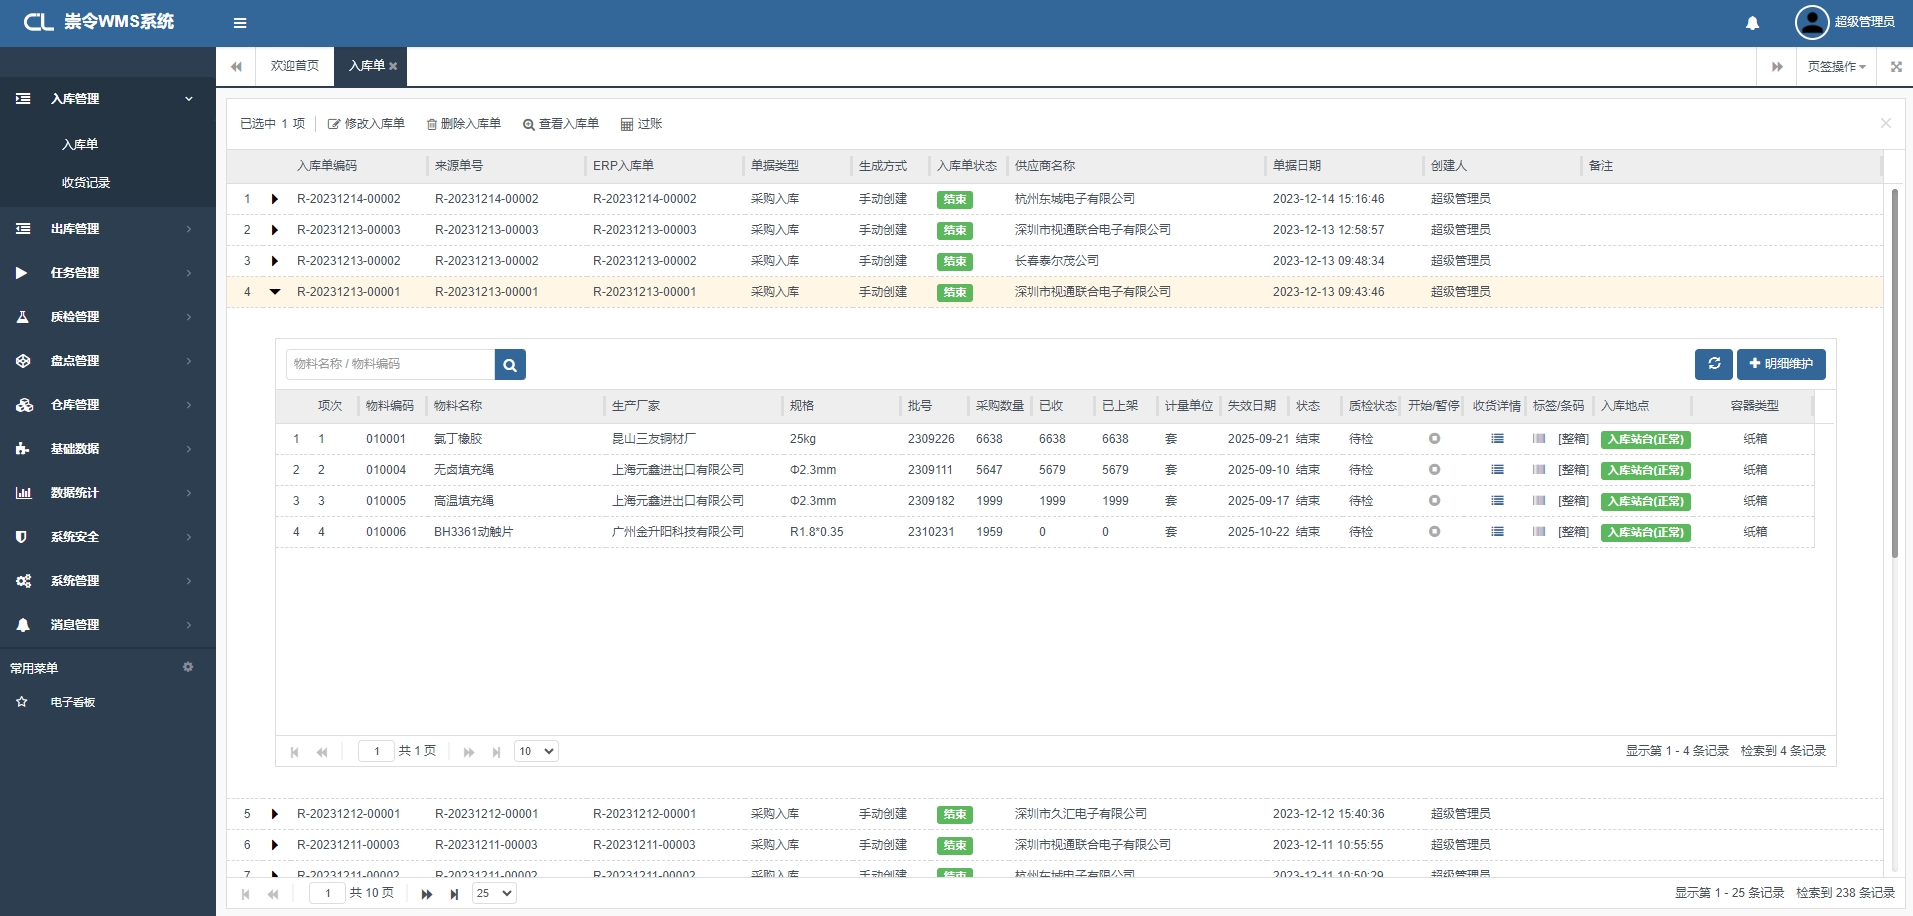 CL 崇令WMS系统
超级管理员
欢迎首页 入库单 页签操作
入库管理
入库单
收货记录
出库管理
任务管理
质检管理
盘点管理
仓库管理
基础数据
数据统计
系统安全
系统管理
消息管理
常用菜单
电子看板
已选中 1 项 修改入库单 删除入库单 查看入库单 过账
入库单编码 来源单号 ERP入库单 单据类型 生成方式 入库单状态 供应商名称 单据日期 创建人 备注
1 R-20231214-00002 R-20231214-00002 R-20231214-00002 采购入库 手动创建 结束 杭州东城电子有限公司 2023-12-14 15:16:46 超级管理员
2 R-20231213-00003 R-20231213-00003 R-20231213-00003 采购入库 手动创建 结束 深圳市视通联合电子有限公司 2023-12-13 12:58:57 超级管理员
3 R-20231213-00002 R-20231213-00002 R-20231213-00002 采购入库 手动创建 结束 长春泰尔茂公司 2023-12-13 09:48:34 超级管理员
4 R-20231213-00001 R-20231213-00001 R-20231213-00001 采购入库 手动创建 结束 深圳市视通联合电子有限公司 2023-12-13 09:43:46 超级管理员
物料名称 / 物料编码 明细维护
项次 物料编码 物料名称 生产厂家 规格 批号 采购数量 已收 已上架 计量单位 失效日期 状态 质检状态 开始/暂停 收货详情 标签/条码 入库地点 容器类型
1 1 010001 氯丁橡胶 昆山三友铜材厂 25kg 2309226 6638 6638 6638 套 2025-09-21 结束 待检 [整箱] 入库站台(正常) 纸箱
2 2 010004 无卤填充绳 上海元鑫进出口有限公司 Φ2.3mm 2309111 5647 5679 5679 套 2025-09-10 结束 待检 [整箱] 入库站台(正常) 纸箱
3 3 010005 高温填充绳 上海元鑫进出口有限公司 Φ2.3mm 2309182 1999 1999 1999 套 2025-09-17 结束 待检 [整箱] 入库站台(正常) 纸箱
4 4 010006 BH3361动触片 广州金升阳科技有限公司 R1.8*0.35 2310231 1959 0 0 套 2025-10-22 结束 待检 [整箱] 入库站台(正常) 纸箱
1 共 1 页 10 显示第 1 - 4 条记录 检索到 4 条记录
5 R-20231212-00001 R-20231212-00001 R-20231212-00001 采购入库 手动创建 结束 深圳市久汇电子有限公司 2023-12-12 15:40:36 超级管理员
6 R-20231211-00003 R-20231211-00003 R-20231211-00003 采购入库 手动创建 结束 深圳市视通联合电子有限公司 2023-12-11 10:55:55 超级管理员
7 R-20231211-00002 R-20231211-00002 R-20231211-00002 采购入库 手动创建 结束 杭州东城电子有限公司 2023-12-11 10:50:29 超级管理员
1 共 10 页 25 显示第 1 - 25 条记录 检索到 238 条记录